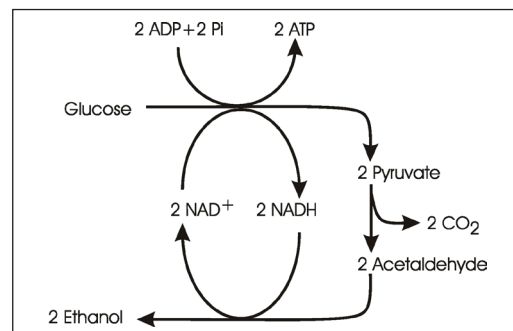 2 ADP+2 Pi 2 ATP
Glucose
2 Pyruvate
2 NAD+ 2 NADH
2 CO2
2 Acetaldehyde
2 Ethanol